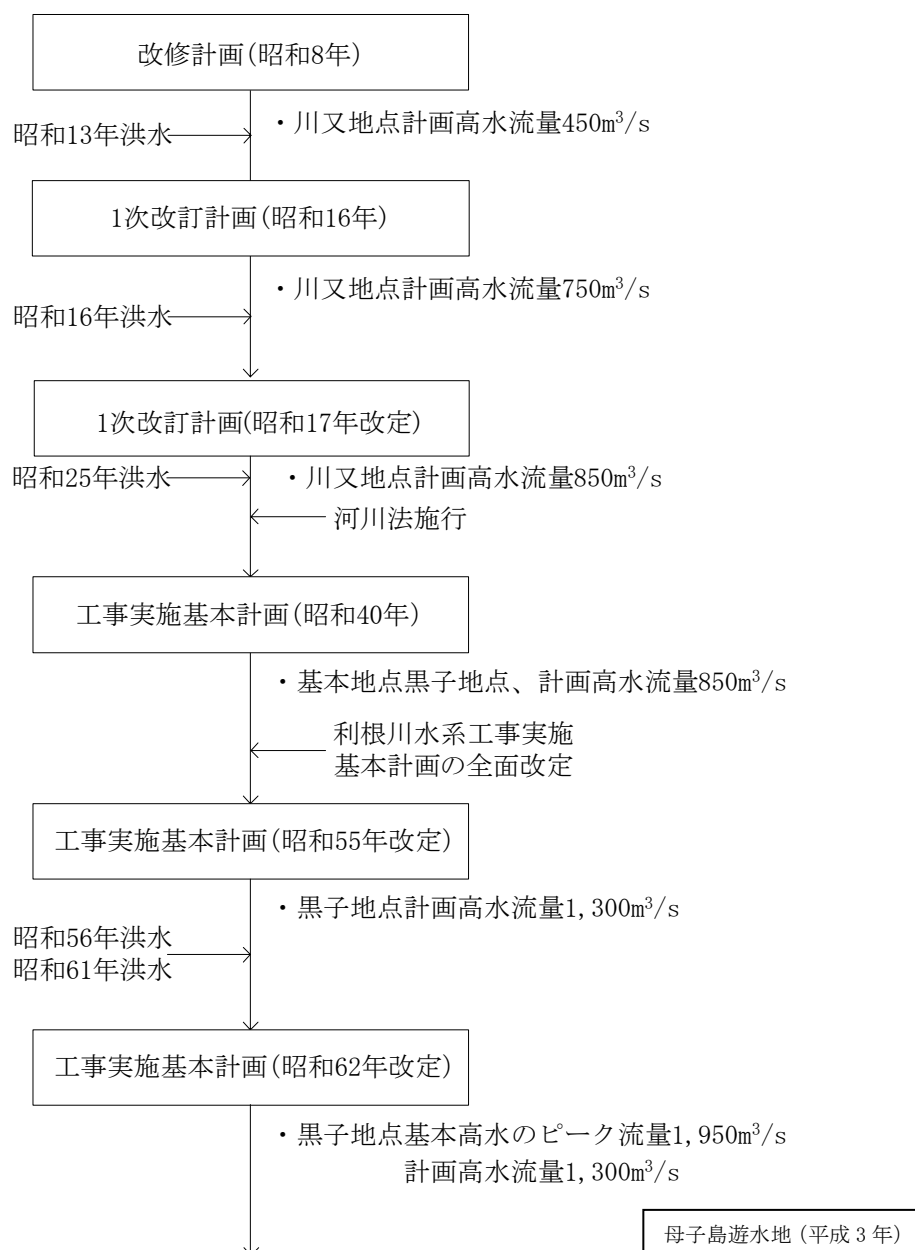 改修計画(昭和8年)
・川又地点計画高水流量450m³/s
昭和13年洪水
1次改訂計画(昭和16年)
・川又地点計画高水流量750m³/s
昭和16年洪水
1次改訂計画(昭和17年改定)
昭和25年洪水
・川又地点計画高水流量850m³/s
河川法施行
工事実施基本計画(昭和40年)
・基本地点黒子地点、計画高水流量850m³/s
利根川水系工事実施
基本計画の全面改定
工事実施基本計画(昭和55年改定)
・黒子地点計画高水流量1,300m³/s
昭和56年洪水
昭和61年洪水
工事実施基本計画(昭和62年改定)
・黒子地点基本高水のピーク流量1,950m³/s
計画高水流量1,300m³/s
母子島遊水地(平成3年)